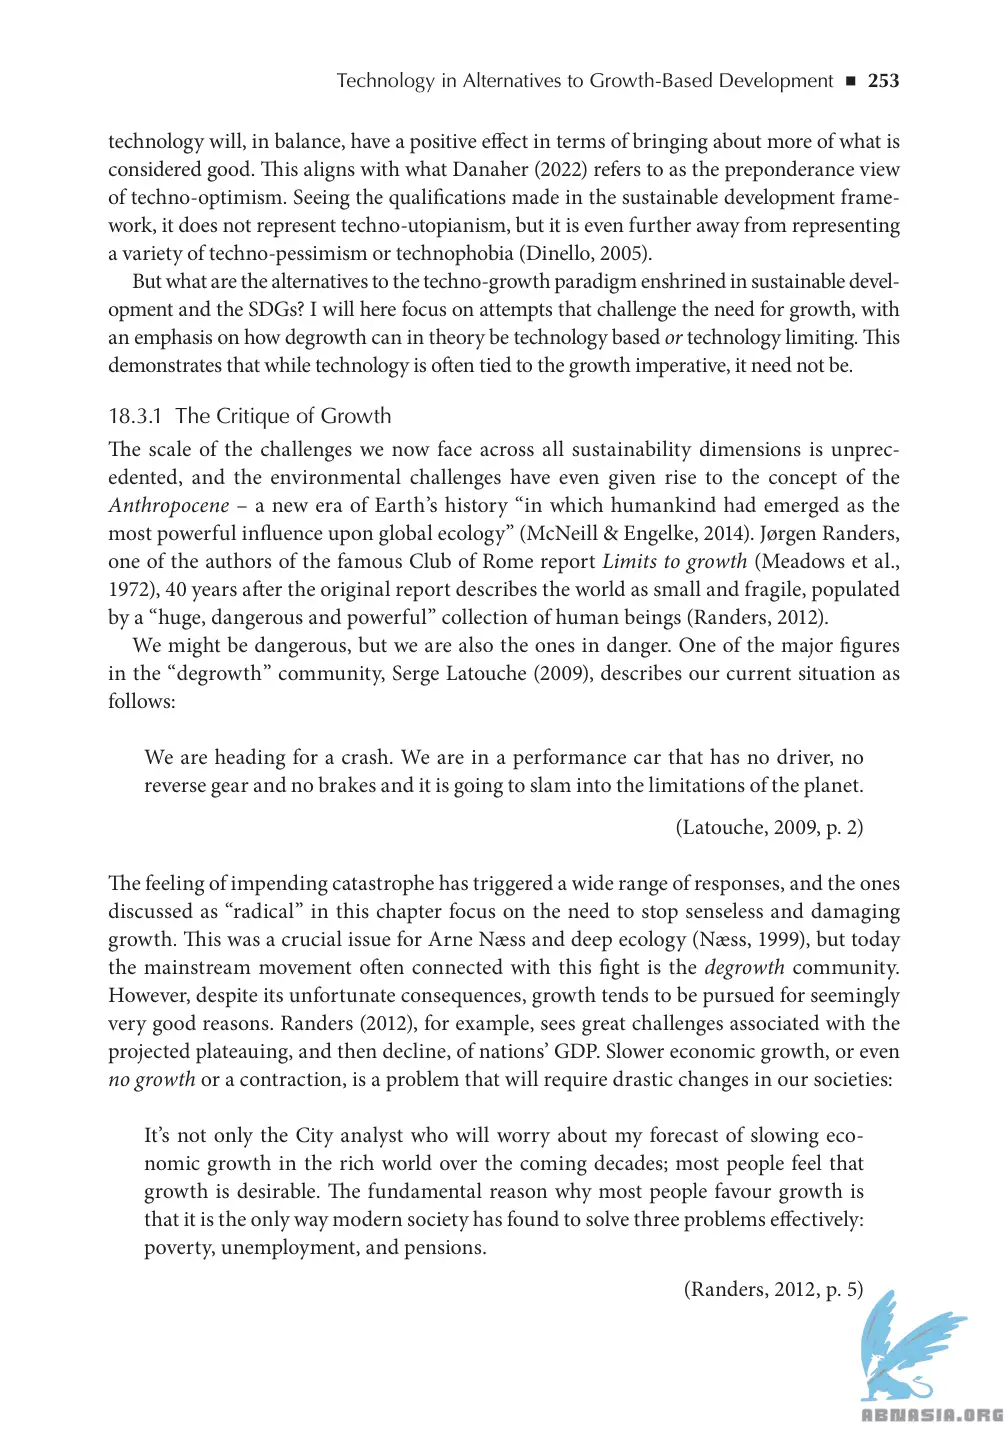 Technology in Alternatives to Growth-Based Development ■ 253
technology will, in balance, have a positive effect in terms of bringing about more of what is
considered good. This aligns with what Danaher (2022) refers to as the preponderance view
of techno-optimism. Seeing the qualifications made in the sustainable development frame-
work, it does not represent techno-utopianism, but it is even further away from representing
a variety of techno-pessimism or technophobia (Dinello, 2005).
But what are the alternatives to the techno-growth paradigm enshrined in sustainable devel-
opment and the SDGs? I will here focus on attempts that challenge the need for growth, with
an emphasis on how degrowth can in theory be technology based or technology limiting. This
demonstrates that while technology is often tied to the growth imperative, it need not be.
18.3.1 The Critique of Growth
The scale of the challenges we now face across all sustainability dimensions is unprec-
edented, and the environmental challenges have even given rise to the concept of the
Anthropocene – a new era of Earth’s history “in which humankind had emerged as the
most powerful influence upon global ecology” (McNeill & Engelke, 2014). Jørgen Randers,
one of the authors of the famous Club of Rome report Limits to growth (Meadows et al.,
1972), 40 years after the original report describes the world as small and fragile, populated
by a “huge, dangerous and powerful” collection of human beings (Randers, 2012).
We might be dangerous, but we are also the ones in danger. One of the major figures
in the “degrowth” community, Serge Latouche (2009), describes our current situation as
follows:
We are heading for a crash. We are in a performance car that has no driver, no
reverse gear and no brakes and it is going to slam into the limitations of the planet.
(Latouche, 2009, p. 2)
The feeling of impending catastrophe has triggered a wide range of responses, and the ones
discussed as “radical” in this chapter focus on the need to stop senseless and damaging
growth. This was a crucial issue for Arne Næss and deep ecology (Næss, 1999), but today
the mainstream movement often connected with this fight is the degrowth community.
However, despite its unfortunate consequences, growth tends to be pursued for seemingly
very good reasons. Randers (2012), for example, sees great challenges associated with the
projected plateauing, and then decline, of nations’ GDP. Slower economic growth, or even
no growth or a contraction, is a problem that will require drastic changes in our societies:
It’s not only the City analyst who will worry about my forecast of slowing eco-
nomic growth in the rich world over the coming decades; most people feel that
growth is desirable. The fundamental reason why most people favour growth is
that it is the only way modern society has found to solve three problems effectively:
poverty, unemployment, and pensions.
(Randers, 2012, p. 5)
ABNASIA.ORG